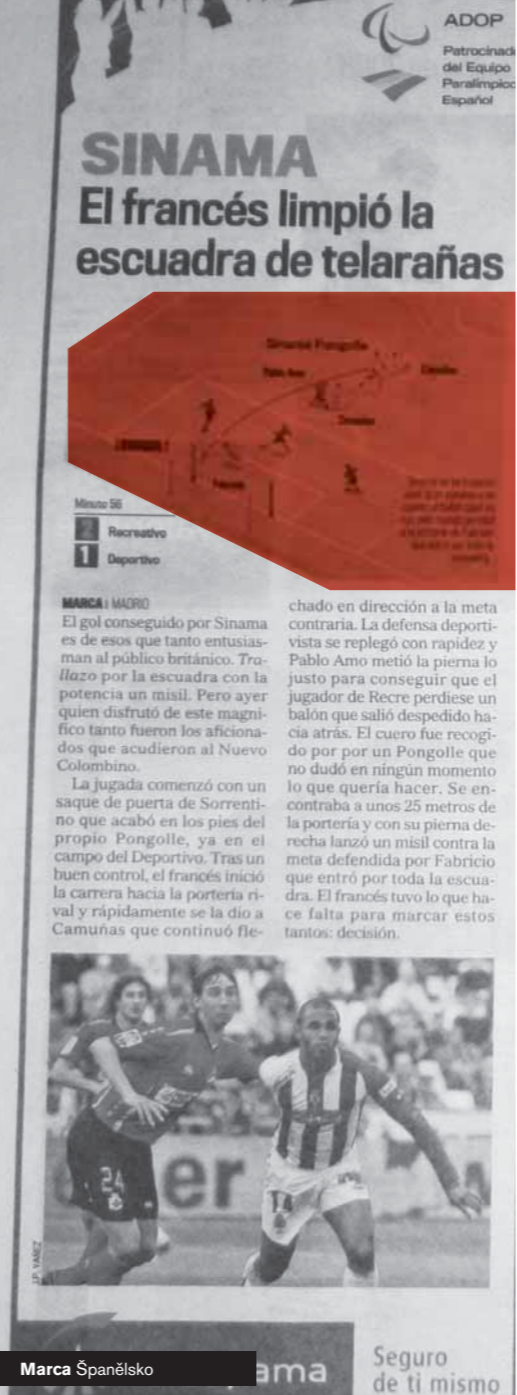 ADOP
Patrocinad
del Equipo
Paralímpico
Español
SINAMA
El francés limpió la
escuadra de telarañas
Sinama Pongolle
Pablo Amo
Camuñas
Minuto 56
2 Recreativo
1 Deportivo
MARCA | MADRID
El gol conseguido por Sinama
es de esos que tanto entusias-
man al público británico. Tra-
llazo por la escuadra con la
potencia un misil. Pero ayer
quien disfrutó de este magní-
fico tanto fueron los aficiona-
dos que acudieron al Nuevo
Colombino.
La jugada comenzó con un
saque de puerta de Sorrenti-
no que acabó en los pies del
propio Pongolle, ya en el
campo del Deportivo. Tras un
buen control, el francés inició
la carrera hacia la portería ri-
val y rápidamente se la dio a
Camuñas que continuó fle-
chado en dirección a la meta
contraria. La defensa deporti-
vista se replegó con rapidez y
Pablo Amo metió la pierna lo
justo para conseguir que el
jugador de Recre perdiese un
balón que salió despedido ha-
cia atrás. El cuero fue recogi-
do por por un Pongolle que
no dudó en ningún momento
lo que quería hacer. Se en-
contraba a unos 25 metros de
la portería y con su pierna de-
recha lanzó un misil contra la
meta defendida por Fabricio
que entró por toda la escua-
dra. El francés tuvo lo que ha-
ce falta para marcar estos
tantos: decisión.
24
er
14
J.P. YAÑEZ
Marca Španělsko
ama
Seguro
de ti mismo